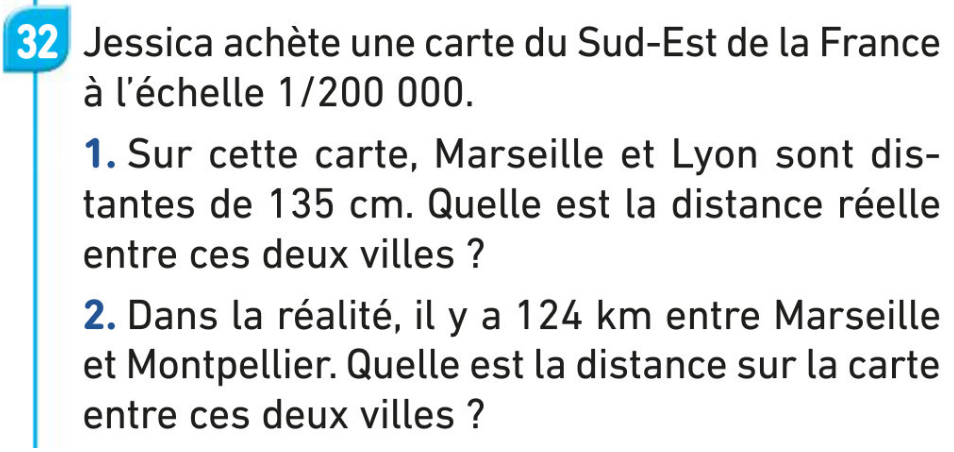 32 Jessica achète une carte du Sud-Est de la France
à l’échelle 1/200 000.
1. Sur cette carte, Marseille et Lyon sont dis-
tantes de 135 cm. Quelle est la distance réelle
entre ces deux villes ?
2. Dans la réalité, il y a 124 km entre Marseille
et Montpellier. Quelle est la distance sur la carte
entre ces deux villes ?